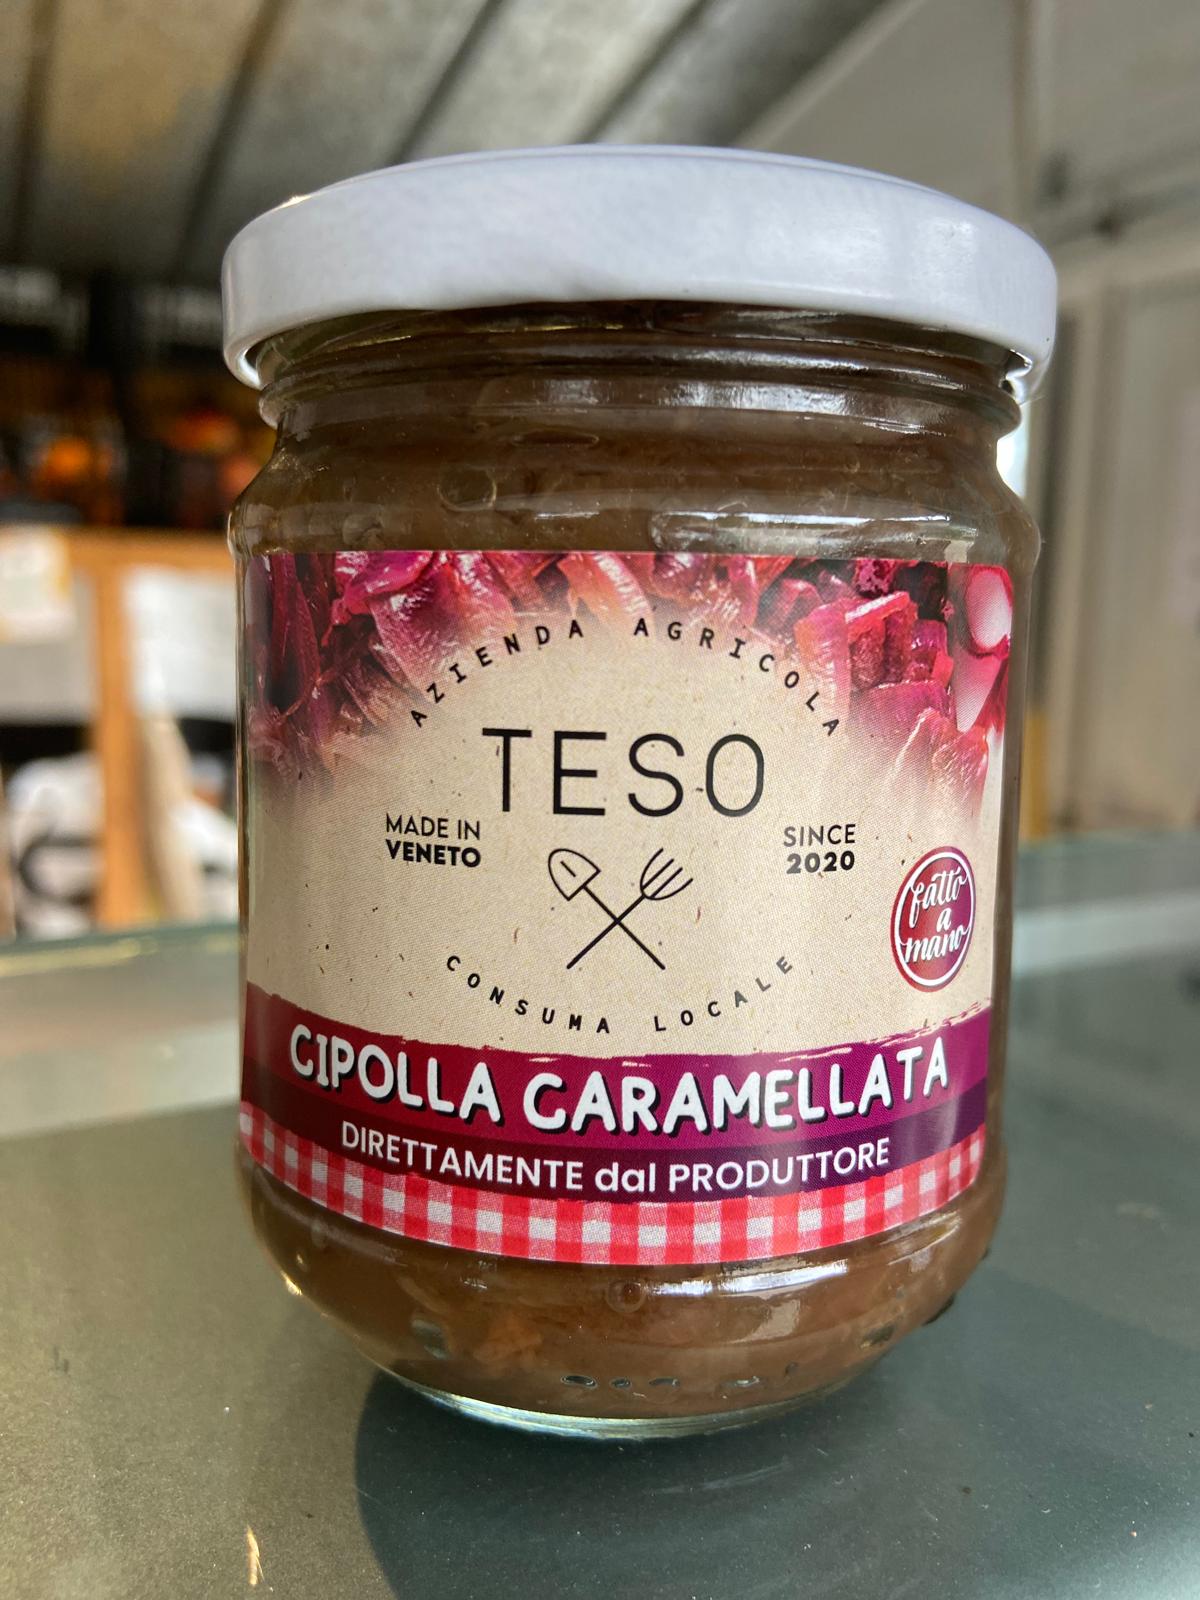 AZIENDA AGRICOLA
TESO
MADE IN
VENETO
SINCE
2020
fatto
a
mano
CONSUMA LOCALE
CIPOLLA CARAMELLATA
DIRETTAMENTE dal PRODUTTORE